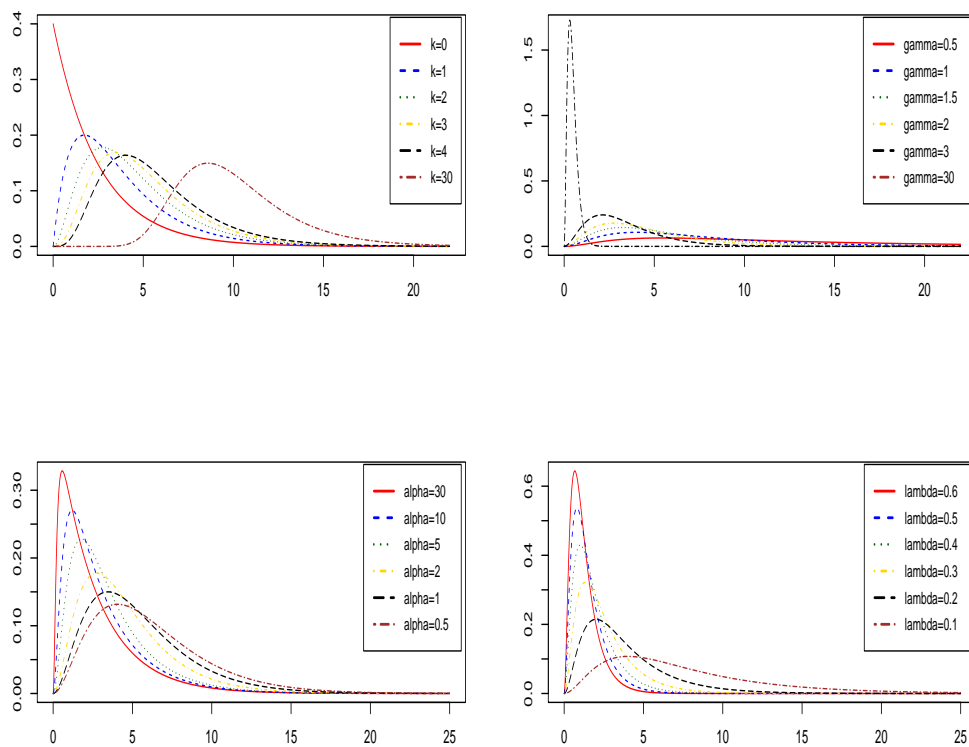 0.0 0.1 0.2 0.3 0.4
k=0
k=1
k=2
k=3
k=4
k=30
0 5 10 15 20
0.0 0.5 1.0 1.5
gamma=0.5
gamma=1
gamma=1.5
gamma=2
gamma=3
gamma=30
0 5 10 15 20
0.00 0.10 0.20 0.30
alpha=30
alpha=10
alpha=5
alpha=2
alpha=1
alpha=0.5
0 5 10 15 20 25
0.0 0.2 0.4 0.6
lambda=0.6
lambda=0.5
lambda=0.4
lambda=0.3
lambda=0.2
lambda=0.1
0 5 10 15 20 25